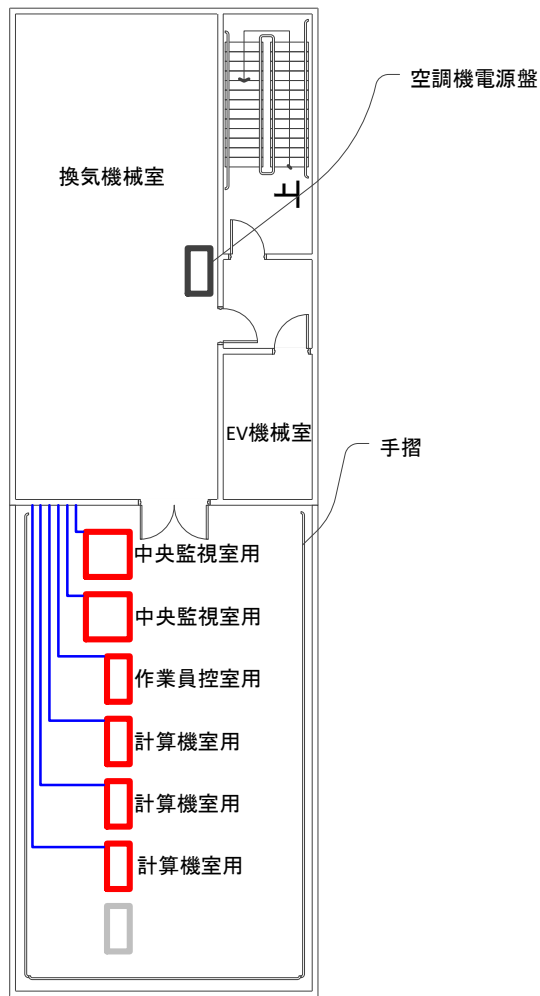 空調機電源盤
換気機械室
上
EV機械室
手摺
中央監視室用
中央監視室用
作業員控室用
計算機室用
計算機室用
計算機室用